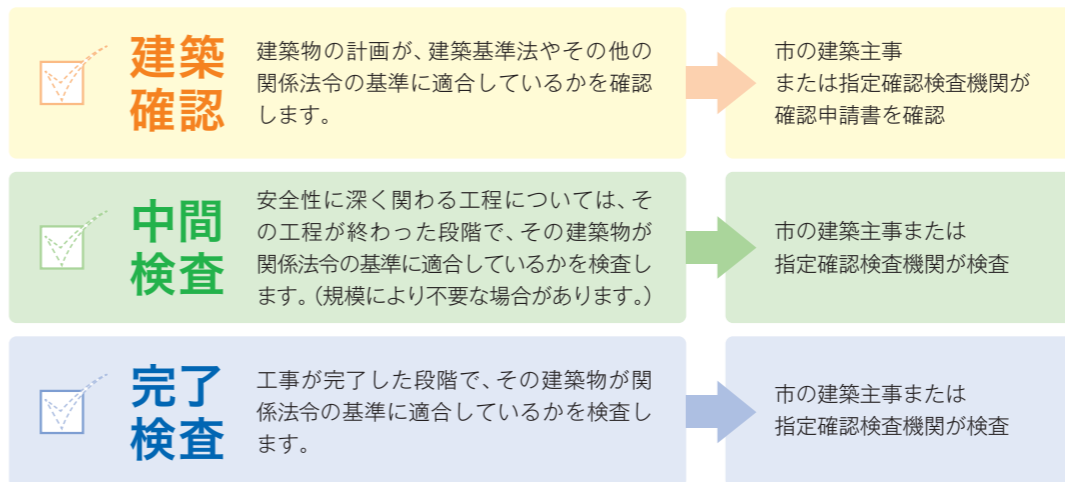 建築
確認
建築物の計画が、建築基準法やその他の
関係法令の基準に適合しているかを確認
します。
市の建築主事
または指定確認検査機関が
確認申請書を確認
中間
検査
安全性に深く関わる工程については、そ
の工程が終わった段階で、その建築物が
関係法令の基準に適合しているかを検査し
ます。（規模により不要な場合があります。）
市の建築主事または
指定確認検査機関が検査
完了
検査
工事が完了した段階で、その建築物が関
係法令の基準に適合しているかを検査し
ます。
市の建築主事または
指定確認検査機関が検査